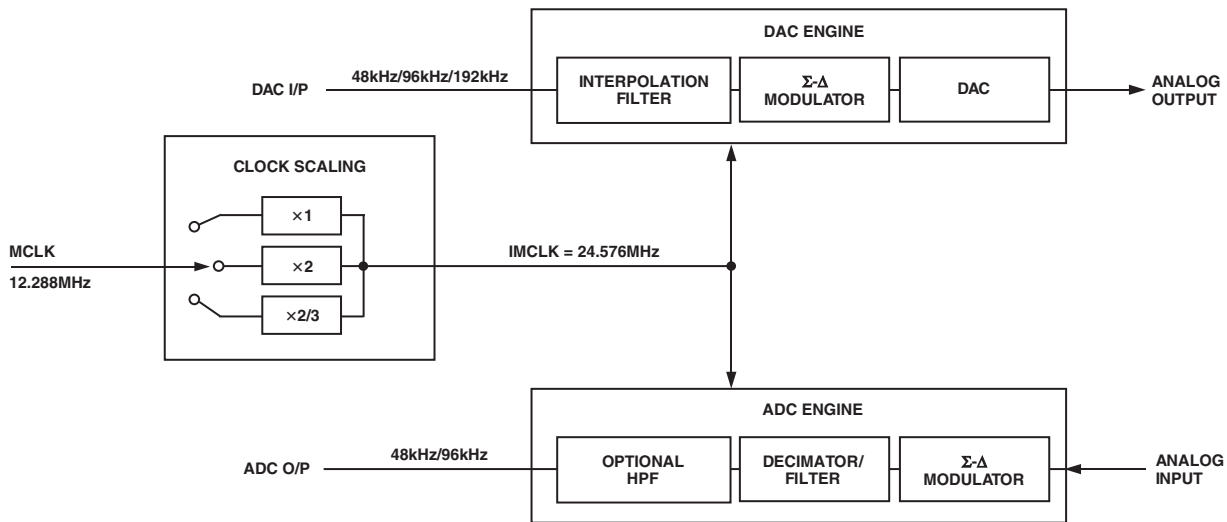 DAC ENGINE
48kHz/96kHz/192kHz
DAC I/P
INTERPOLATION
FILTER
Σ-Δ
MODULATOR
DAC
ANALOG
OUTPUT
CLOCK SCALING
×1
MCLK
12.288MHz
×2
IMCLK = 24.576MHz
×2/3
ADC ENGINE
48kHz/96kHz
ADC O/P
OPTIONAL
HPF
DECIMATOR/
FILTER
Σ-Δ
MODULATOR
ANALOG
INPUT